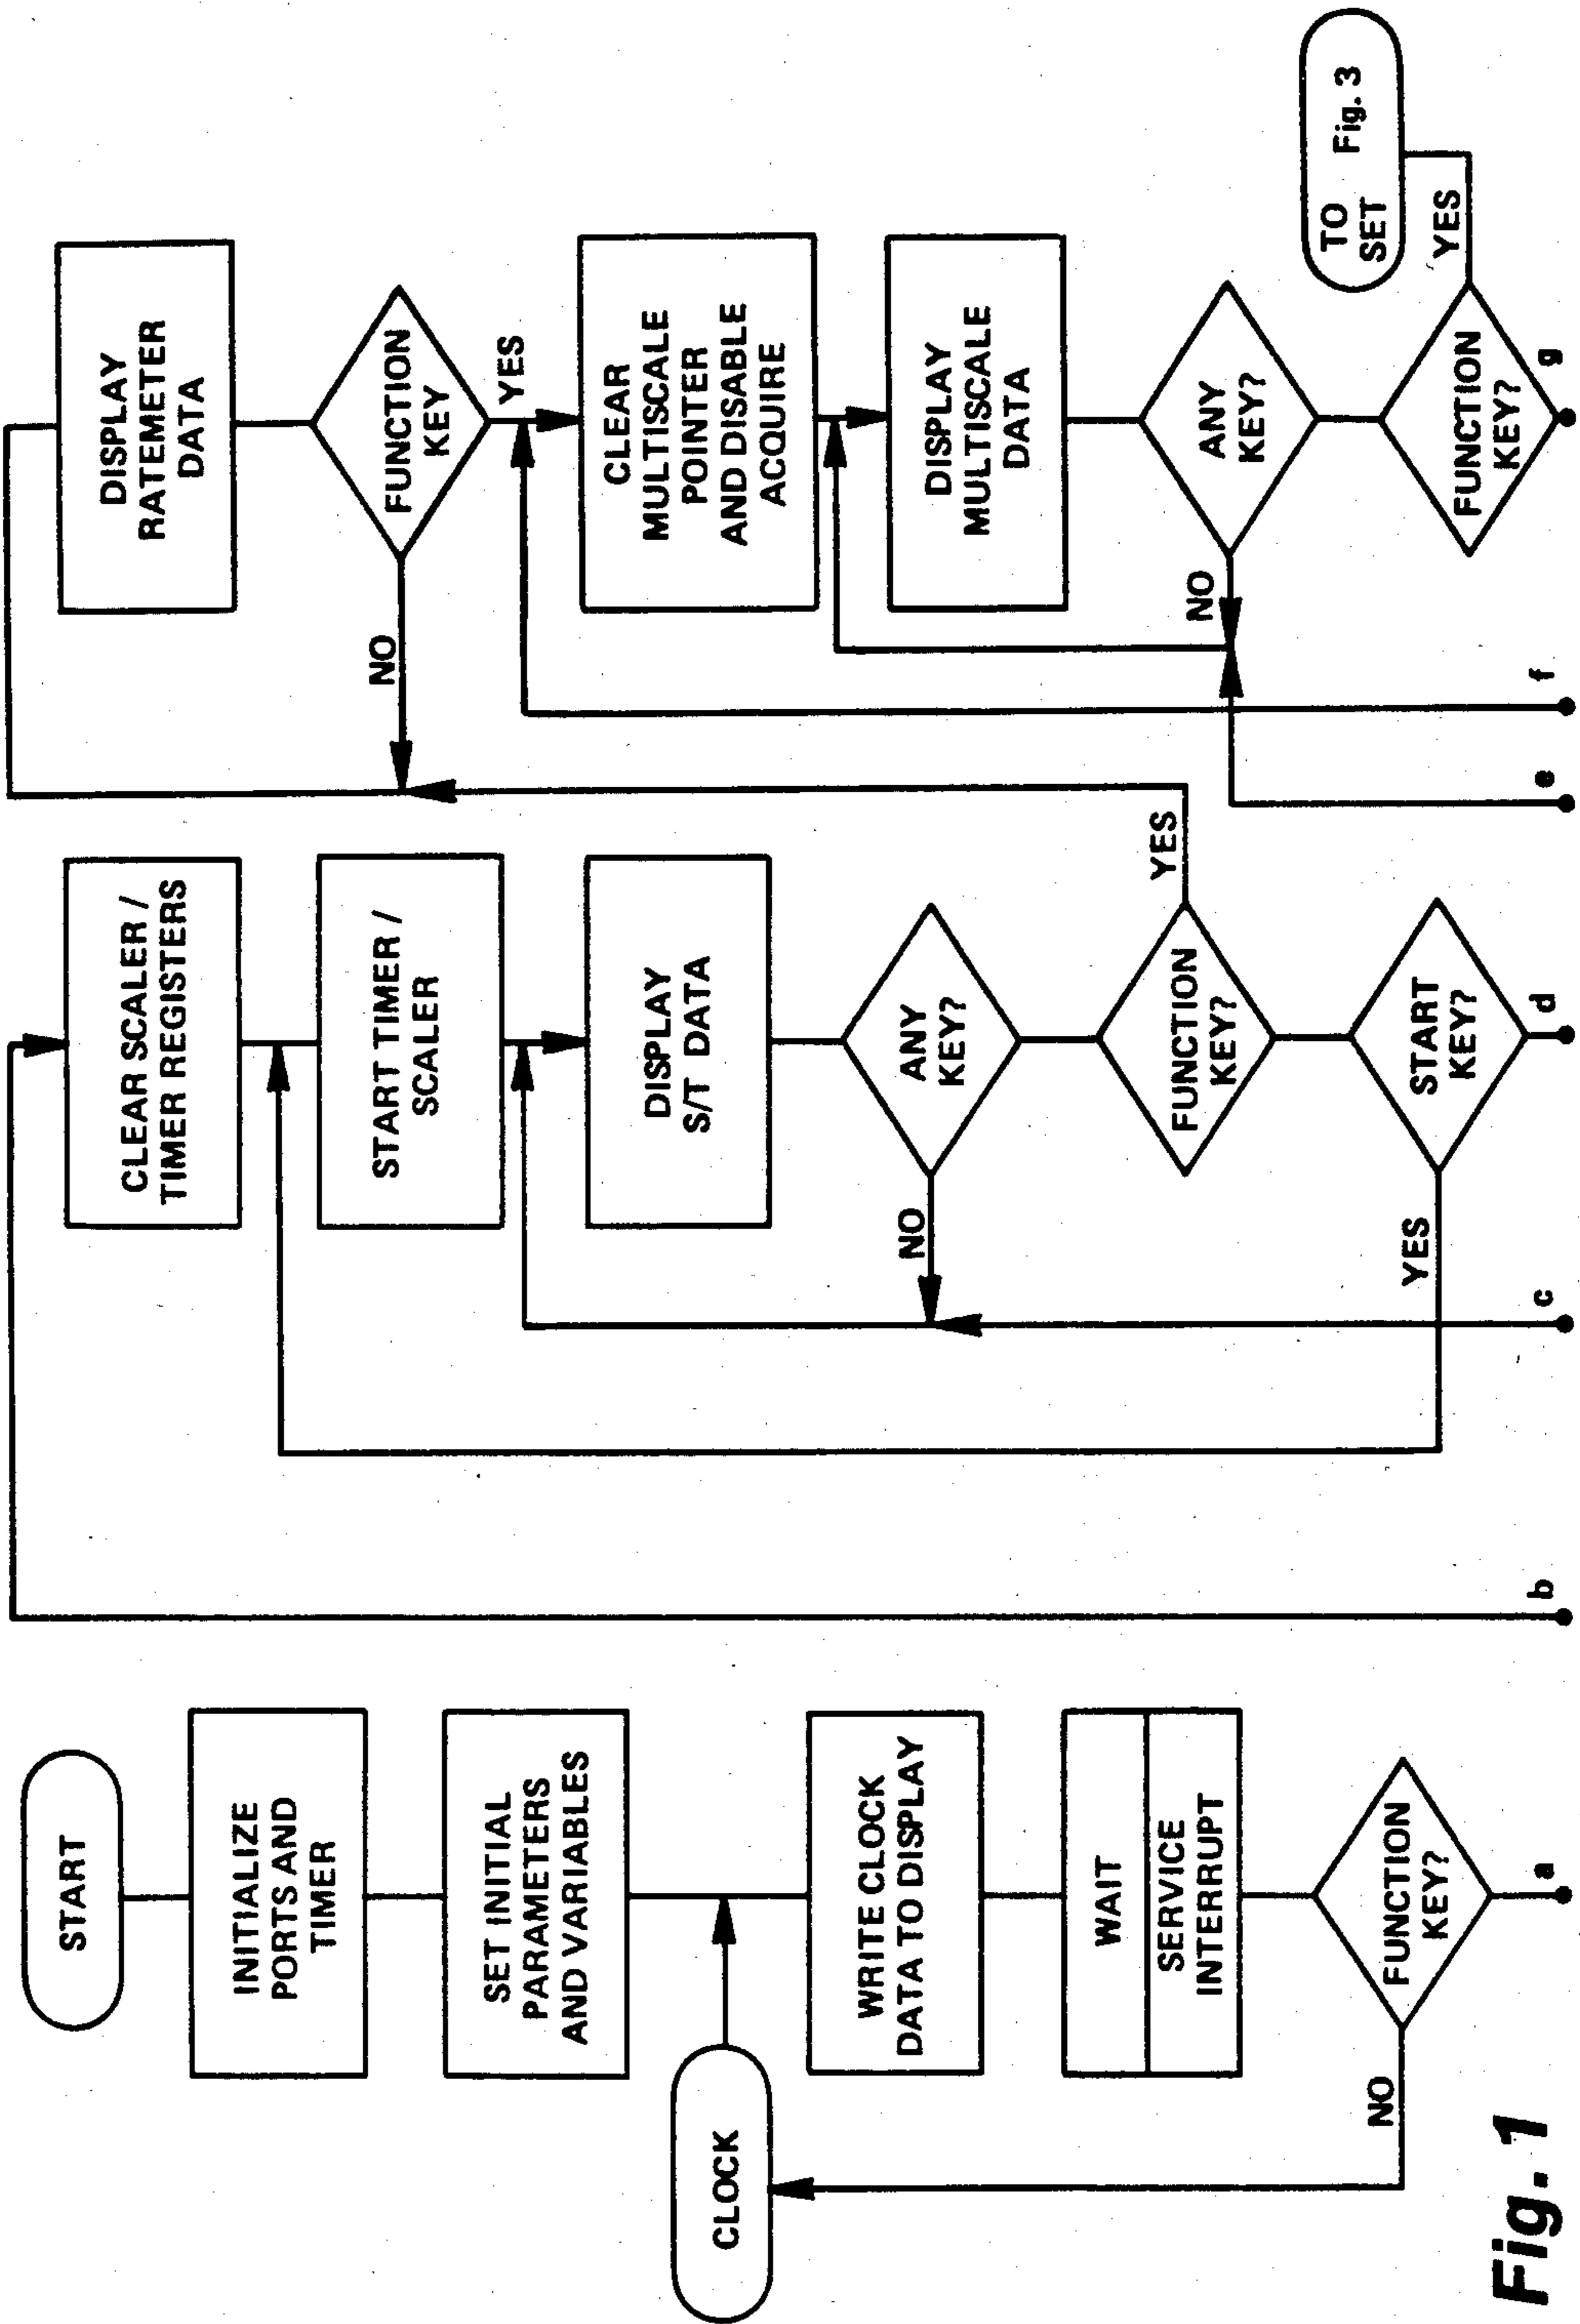 START
INITIALIZE
PORTS AND
TIMER
SET INITIAL
PARAMETERS
AND VARIABLES
CLOCK
WRITE CLOCK
DATA TO DISPLAY
WAIT
SERVICE
INTERRUPT
FUNCTION
KEY?
NO
a
b
CLEAR SCALER /
TIMER REGISTERS
START TIMER /
SCALER
DISPLAY
S/T DATA
ANY
KEY?
NO
FUNCTION
KEY?
YES
START
KEY?
YES
c
d
DISPLAY
RATEMETER
DATA
FUNCTION
KEY
NO
YES
CLEAR
MULTISCALE
POINTER
AND DISABLE
ACQUIRE
DISPLAY
MULTISCALE
DATA
ANY
KEY?
NO
FUNCTION
KEY?
YES
TO
SET
Fig. 3
e
f
g
Fig. 1